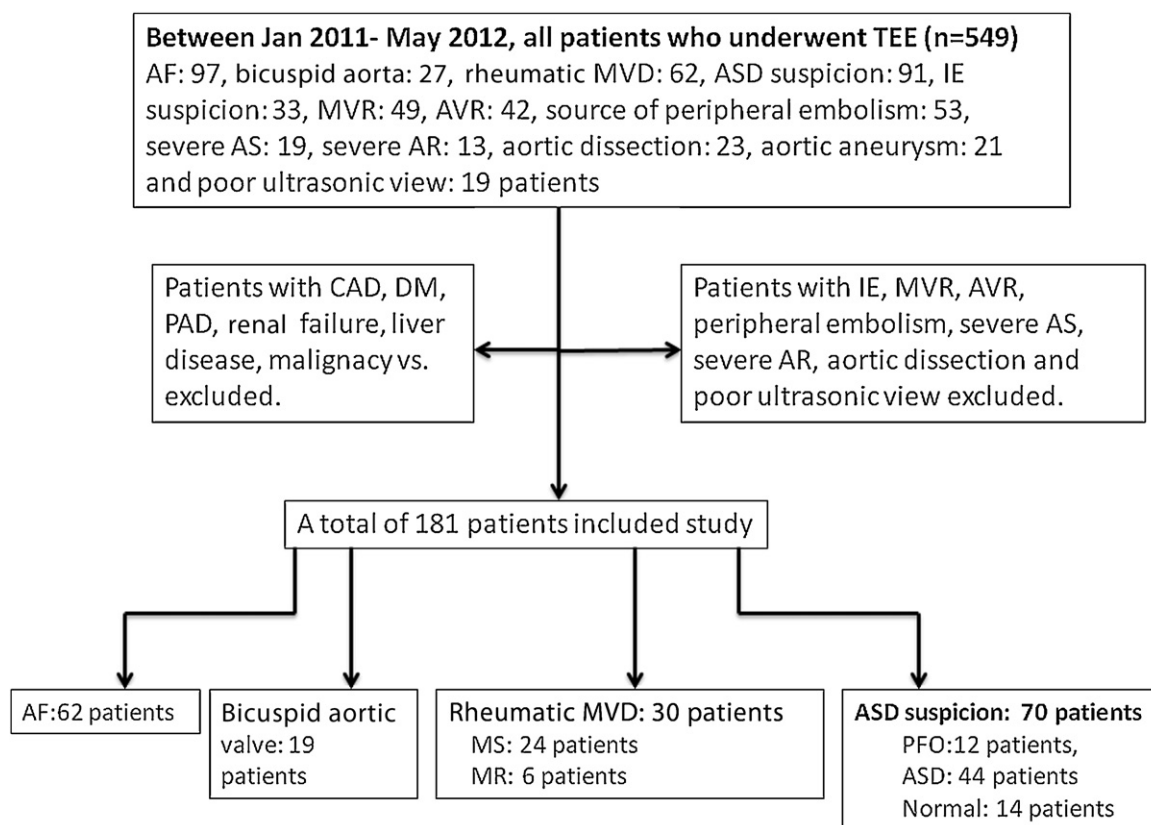 Between Jan 2011- May 2012, all patients who underwent TEE (n=549)
AF: 97, bicuspid aorta: 27, rheumatic MVD: 62, ASD suspicion: 91, IE
suspicion: 33, MVR: 49, AVR: 42, source of peripheral embolism: 53,
severe AS: 19, severe AR: 13, aortic dissection: 23, aortic aneurysm: 21
and poor ultrasonic view: 19 patients
Patients with CAD, DM,
PAD, renal failure, liver
disease, malignacy vs.
excluded.
Patients with IE, MVR, AVR,
peripheral embolism, severe AS,
severe AR, aortic dissection and
poor ultrasonic view excluded.
A total of 181 patients included study
AF:62 patients
Bicuspid aortic
valve: 19
patients
Rheumatic MVD: 30 patients
MS: 24 patients
MR: 6 patients
ASD suspicion: 70 patients
PFO:12 patients,
ASD: 44 patients
Normal: 14 patients